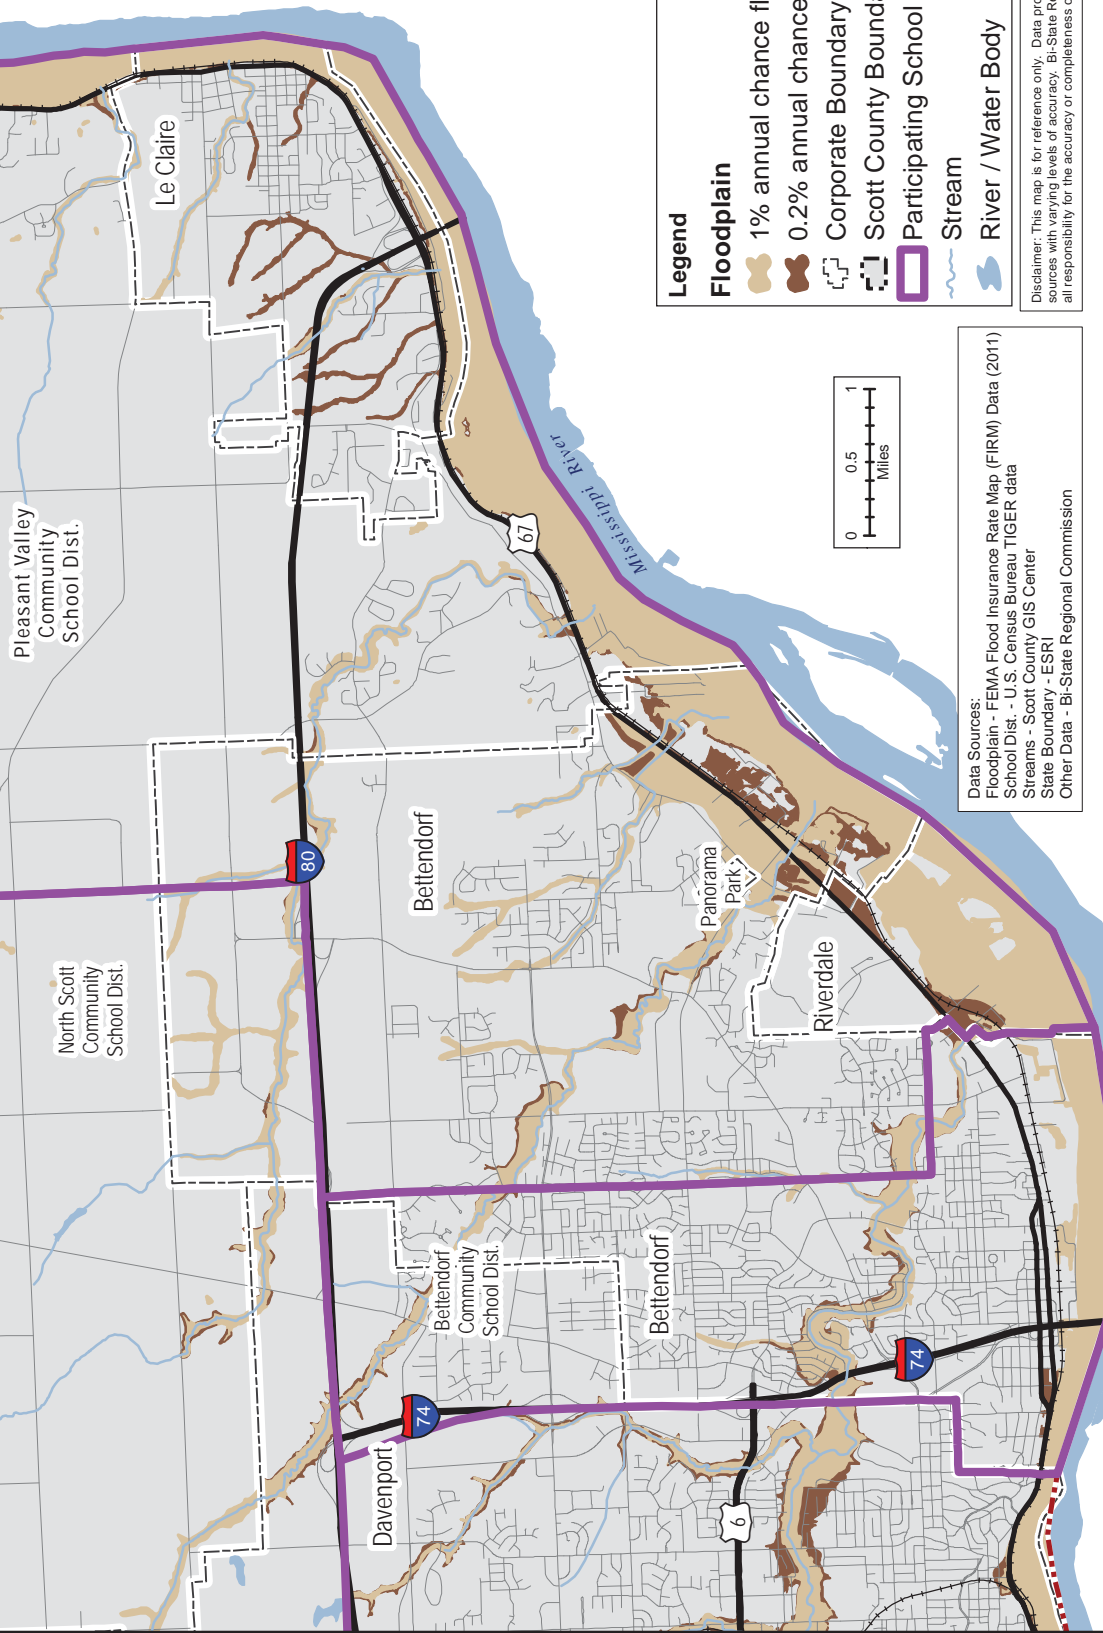 Le Claire
Pleasant Valley
Community
School Dist.
North Scott
Community
School Dist.
Bettendorf
Panorama
Park
Riverdale
Bettendorf
Community
School Dist.
Bettendorf
Davenport
Mississippi River
67
80
74
74
6
Legend
Floodplain
1% annual chance fl
0.2% annual chance
Corporate Boundary
Scott County Bounda
Participating School
Stream
River / Water Body
Disclaimer: This map is for reference only. Data pro
sources with varying levels of accuracy. Bi-State Re
all responsibility for the accuracy or completeness o
0 0.5 1
Miles
Data Sources:
Floodplain - FEMA Flood Insurance Rate Map (FIRM) Data (2011)
School Dist. - U.S. Census Bureau TIGER data
Streams - Scott County GIS Center
State Boundary - ESRI
Other Data - Bi-State Regional Commission